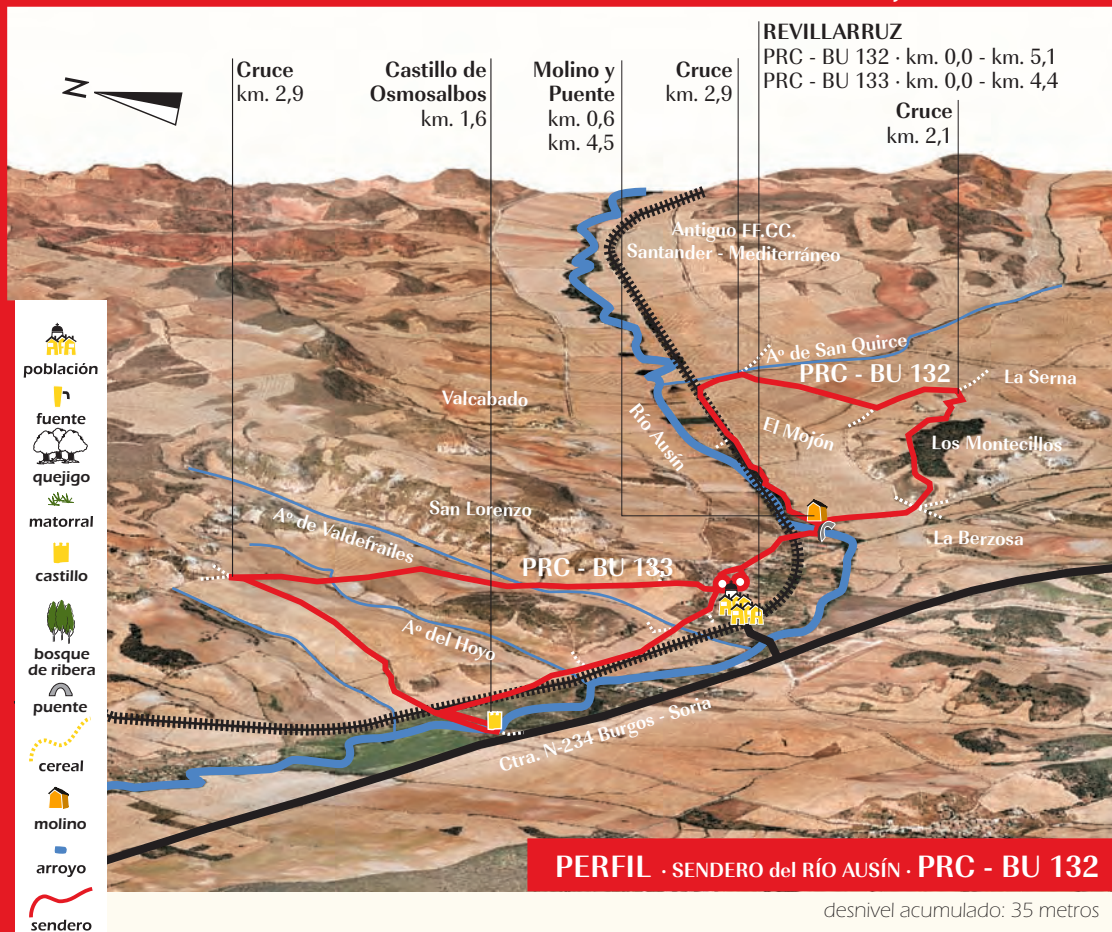 REVILLARRUZ
PRC - BU 132 · km. 0,0 - km. 5,1
PRC - BU 133 · km. 0,0 - km. 4,4
Cruce
km. 2,9
Castillo de
Osmosalbos
km. 1,6
Molino y
Puente
km. 0,6
km. 4,5
Cruce
km. 2,9
Cruce
km. 2,1
N
Antiguo FF.CC.
Santander - Mediterráneo
Aº de San Quirce
PRC - BU 132
La Serna
Valcabado
Río Ausín
El Mojón
Los Montecillos
San Lorenzo
Aº de Valdefrailes
La Berzosa
PRC - BU 133
Aº del Hoyo
Ctra. N-234 Burgos - Soria
población
fuente
quejigo
matorral
castillo
bosque
de ribera
puente
cereal
molino
arroyo
sendero
PERFIL · SENDERO del RÍO AUSÍN · PRC - BU 132
desnivel acumulado: 35 metros